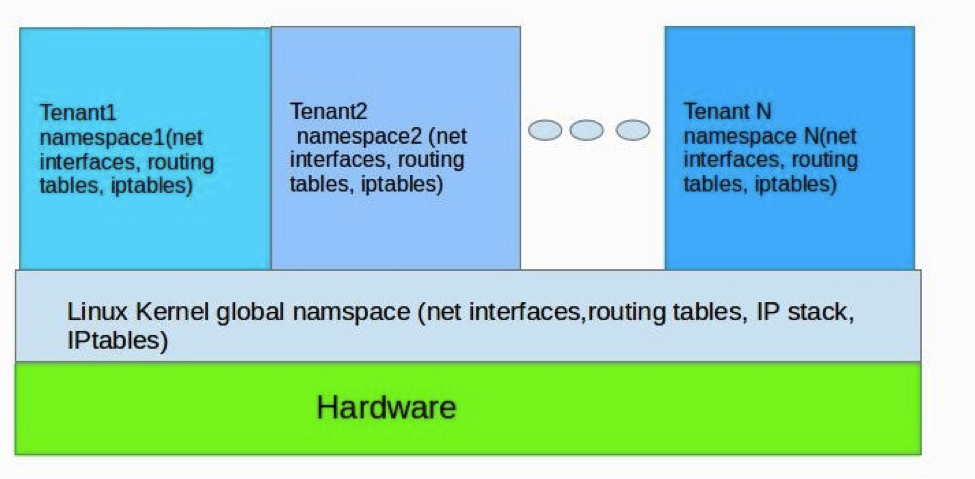 Tenant1
namespace1(net
interfaces, routing
tables, iptables)
Tenant2
namespace2 (net
interfaces, routing
tables, iptables)
Tenant N
namespace N(net
interfaces, routing
tables, iptables)
Linux Kernel global namspace (net interfaces,routing tables, IP stack,
IPtables)
Hardware